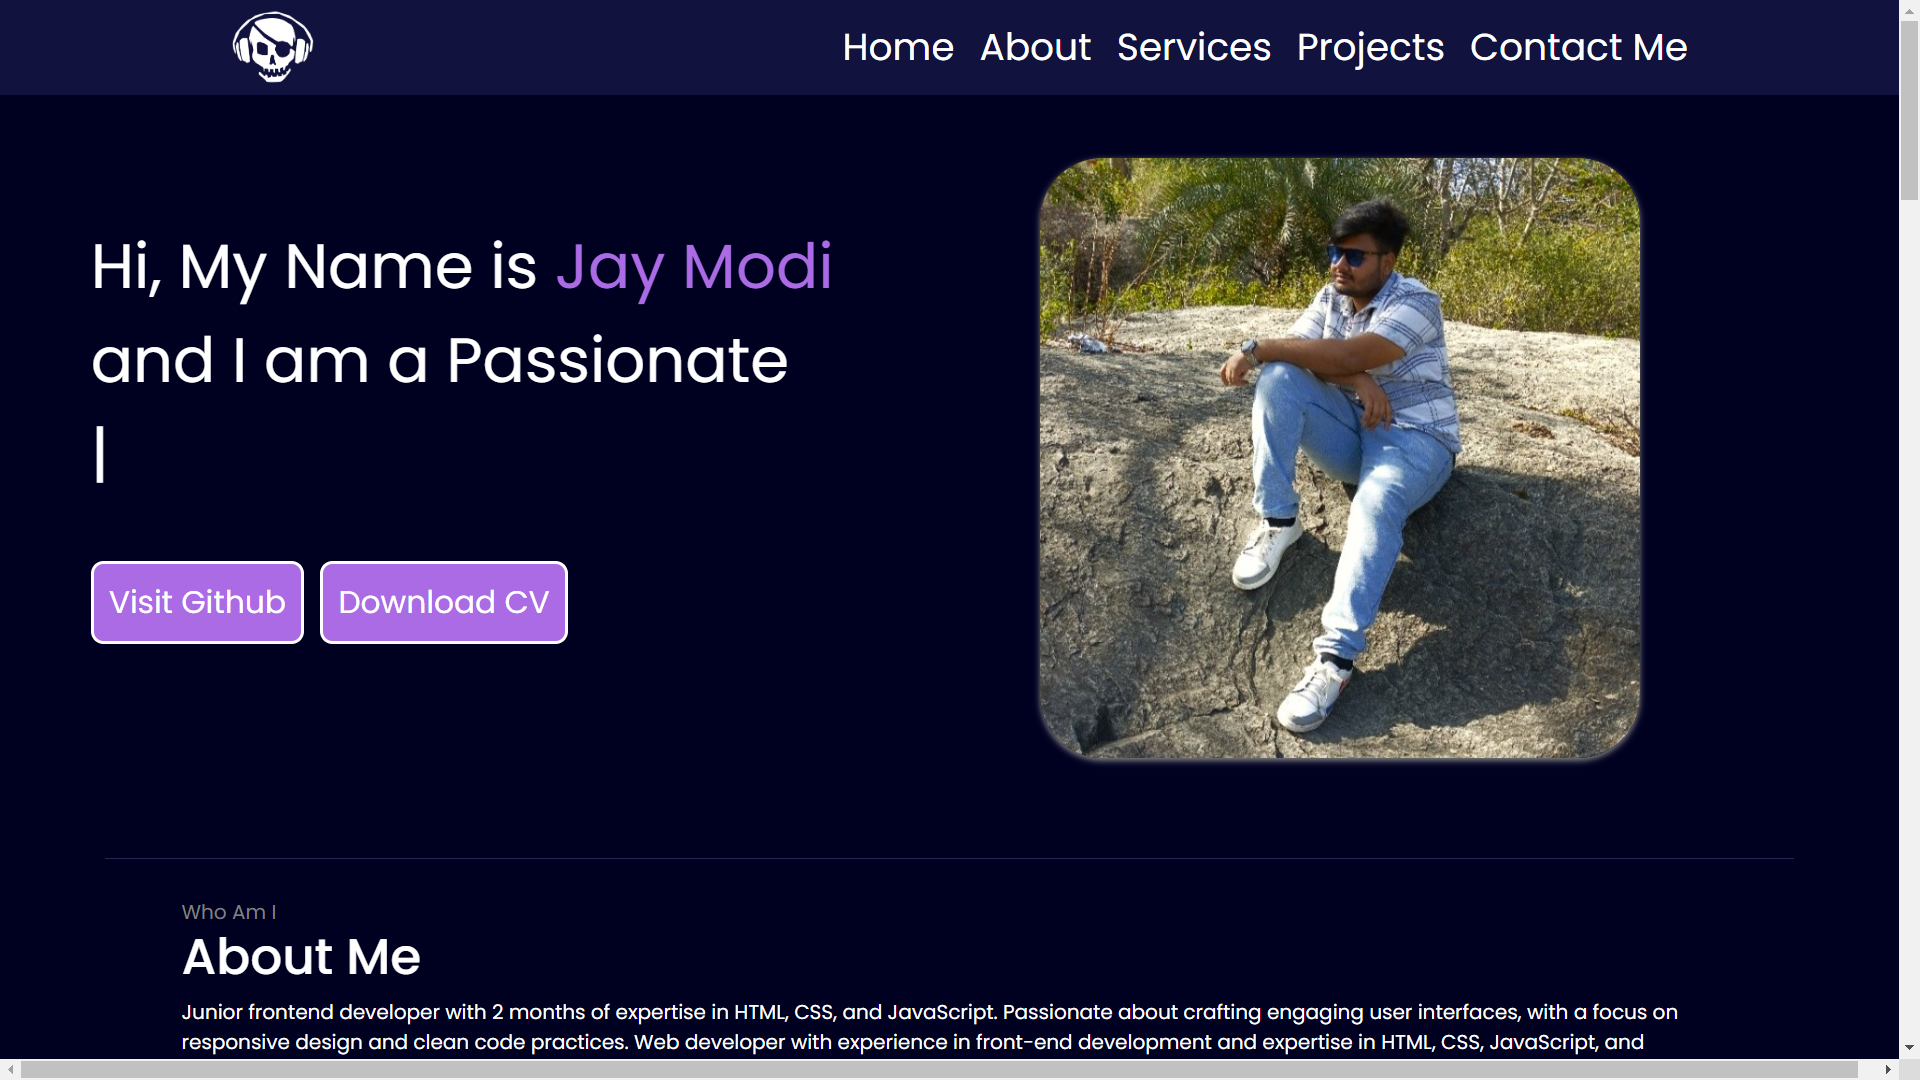 Home About Services Projects Contact Me
Hi, My Name is Jay Modi
and I am a Passionate
|
Visit Github Download CV
Who Am I
About Me
Junior frontend developer with 2 months of expertise in HTML, CSS, and JavaScript. Passionate about crafting engaging user interfaces, with a focus on
responsive design and clean code practices. Web developer with experience in front-end development and expertise in HTML, CSS, JavaScript, and